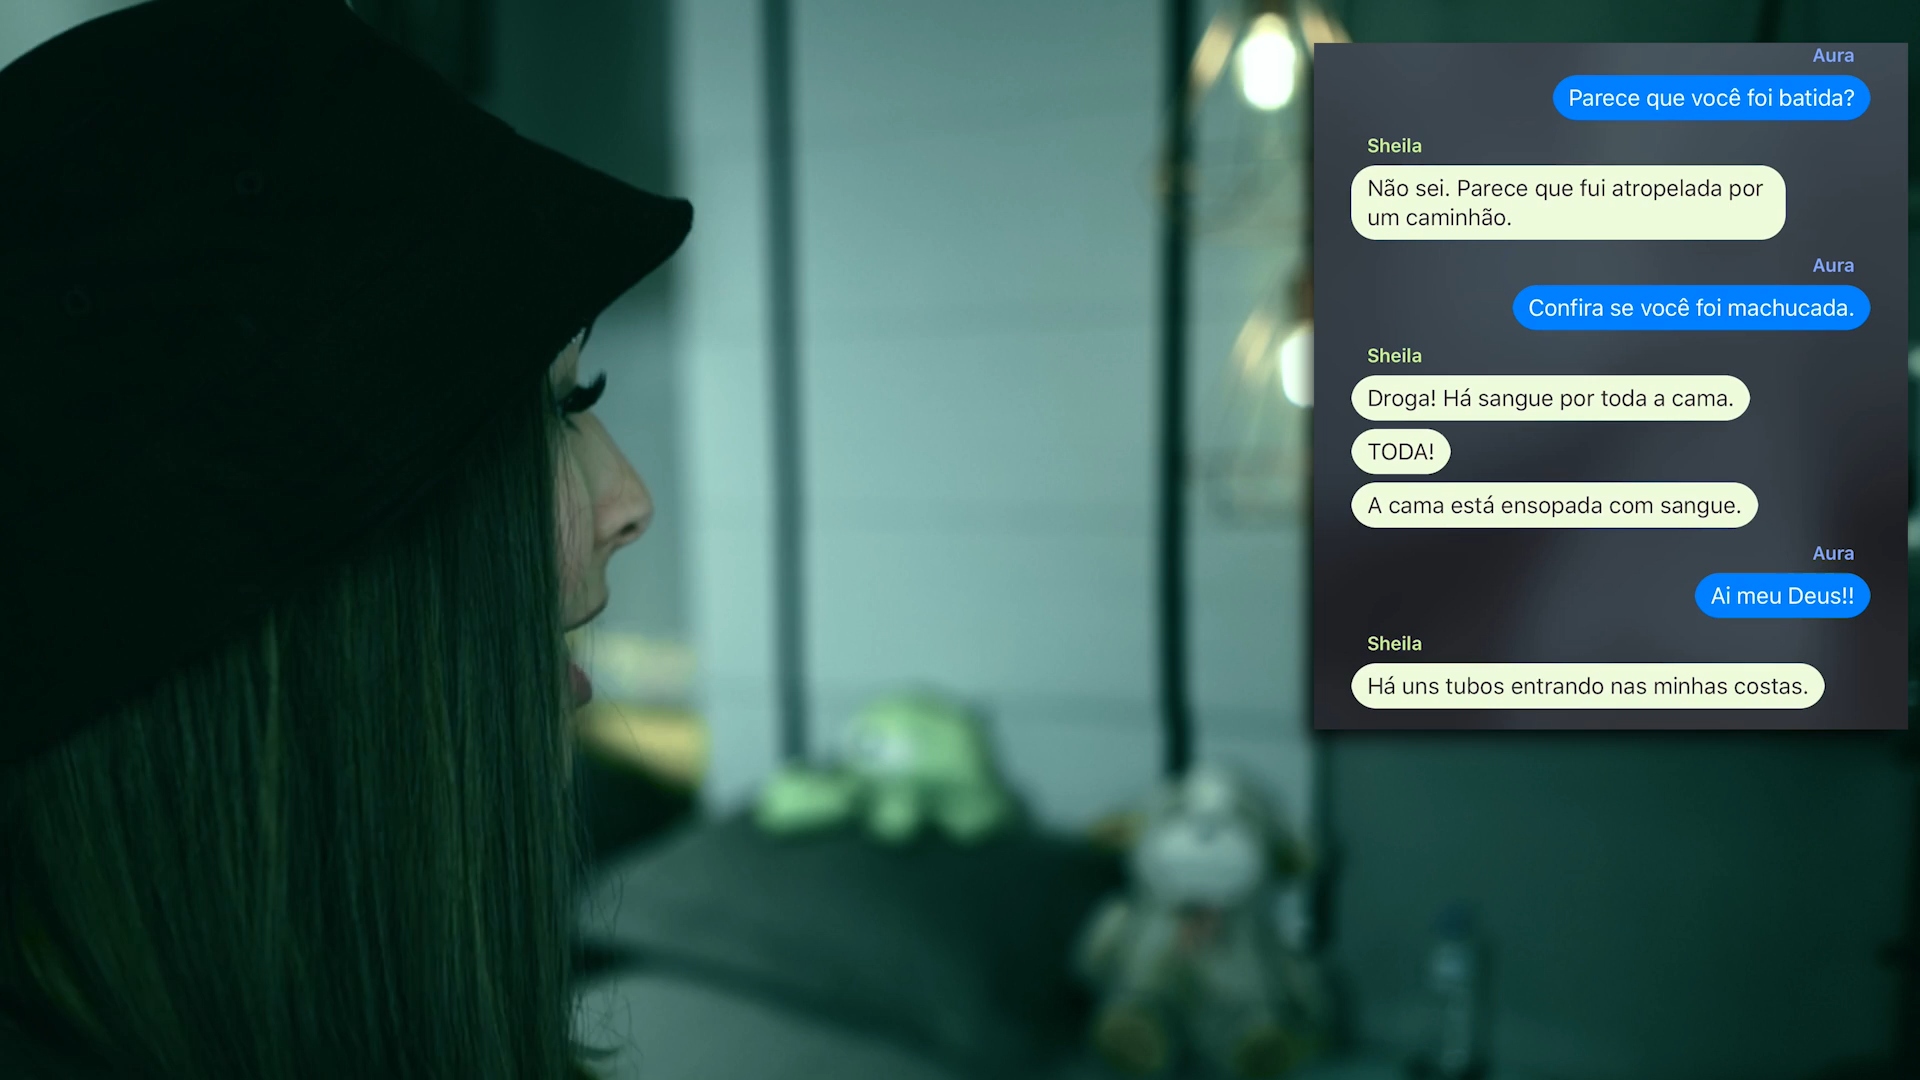 Aura
Parece que você foi batida?
Sheila
Não sei. Parece que fui atropelada por
um caminhão.
Aura
Confira se você foi machucada.
Sheila
Droga! Há sangue por toda a cama.
TODA!
A cama está ensopada com sangue.
Aura
Ai meu Deus!!
Sheila
Há uns tubos entrando nas minhas costas.